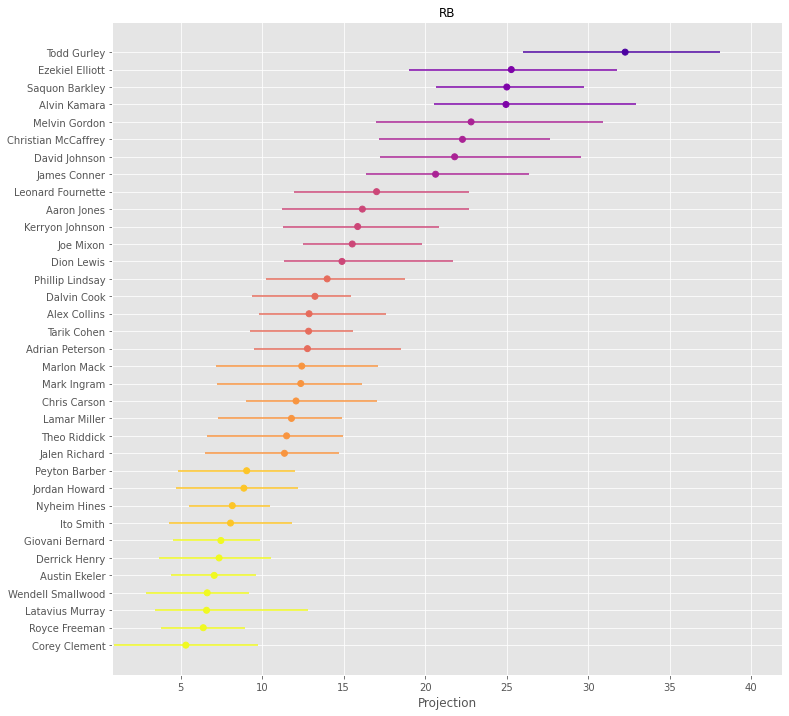 RB
Todd Gurley
Ezekiel Elliott
Saquon Barkley
Alvin Kamara
Melvin Gordon
Christian McCaffrey
David Johnson
James Conner
Leonard Fournette
Aaron Jones
Kerryon Johnson
Joe Mixon
Dion Lewis
Phillip Lindsay
Dalvin Cook
Alex Collins
Tarik Cohen
Adrian Peterson
Marlon Mack
Mark Ingram
Chris Carson
Lamar Miller
Theo Riddick
Jalen Richard
Peyton Barber
Jordan Howard
Nyheim Hines
Ito Smith
Giovani Bernard
Derrick Henry
Austin Ekeler
Wendell Smallwood
Latavius Murray
Royce Freeman
Corey Clement
5 10 15 20 25 30 35 40
Projection